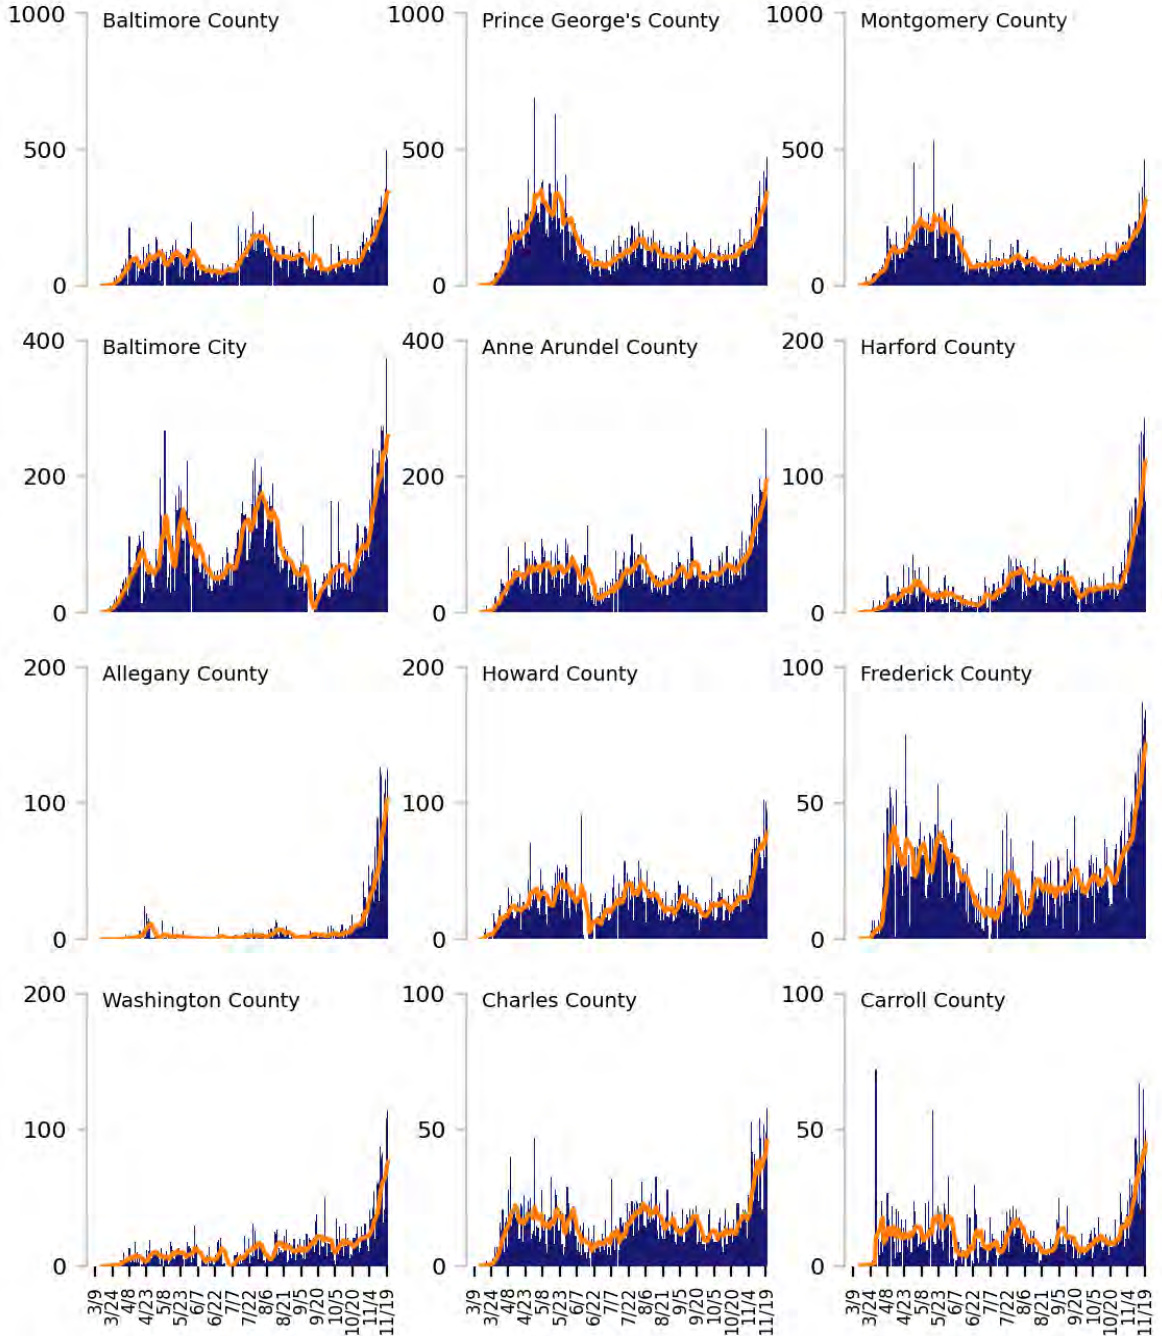 1000 Baltimore County 1000 Prince George's County 1000 Montgomery County
500 500 500
0 0 0
400 Baltimore City 400 Anne Arundel County 200 Harford County
200 200 100
0 0 0
200 Allegany County 200 Howard County 100 Frederick County
100 100 50
0 0 0
200 Washington County 100 Charles County 100 Carroll County
100 50 50
0 0 0
3/9 3/24 4/8 4/23 5/8 5/23 6/7 6/22 7/7 7/22 8/6 8/21 9/5 9/20 10/5 10/20 11/4 11/19 3/9 3/24 4/8 4/23 5/8 5/23 6/7 6/22 7/7 7/22 8/6 8/21 9/5 9/20 10/5 10/20 11/4 11/19 3/9 3/24 4/8 4/23 5/8 5/23 6/7 6/22 7/7 7/22 8/6 8/21 9/5 9/20 10/5 10/20 11/4 11/19